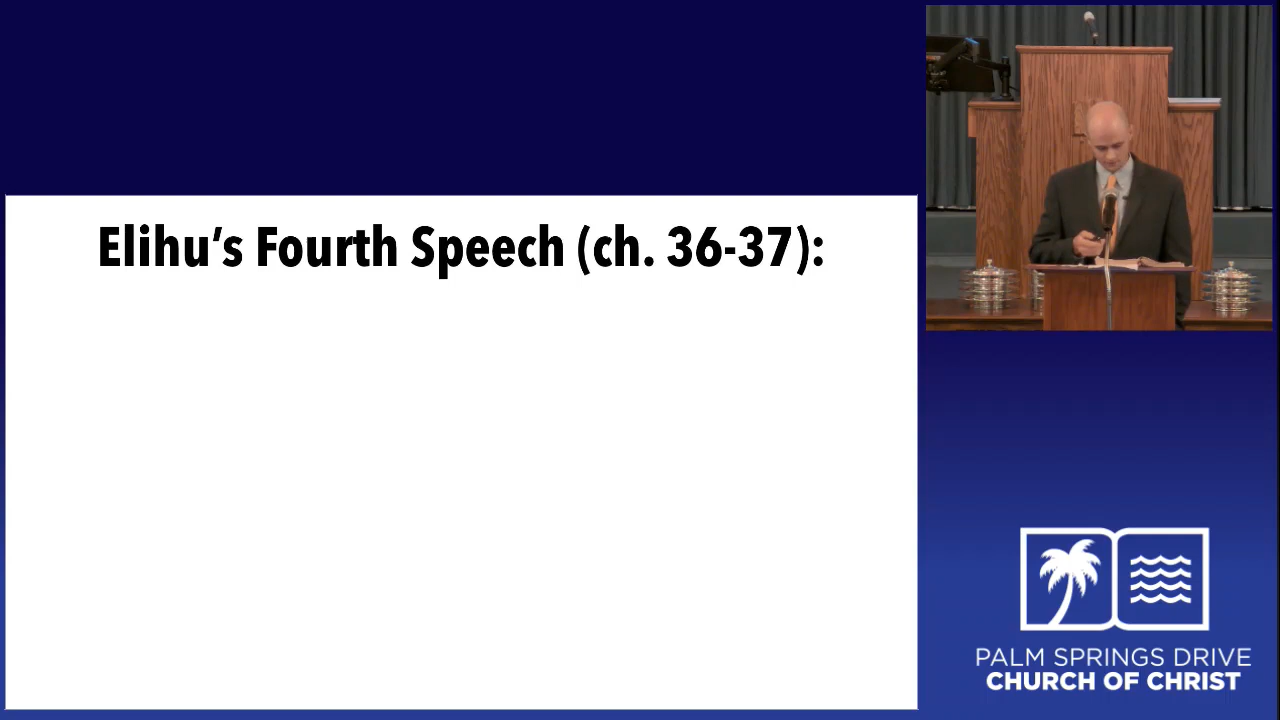 Elihu’s Fourth Speech (ch. 36-37):
PALM SPRINGS DRIVE
CHURCH OF CHRIST